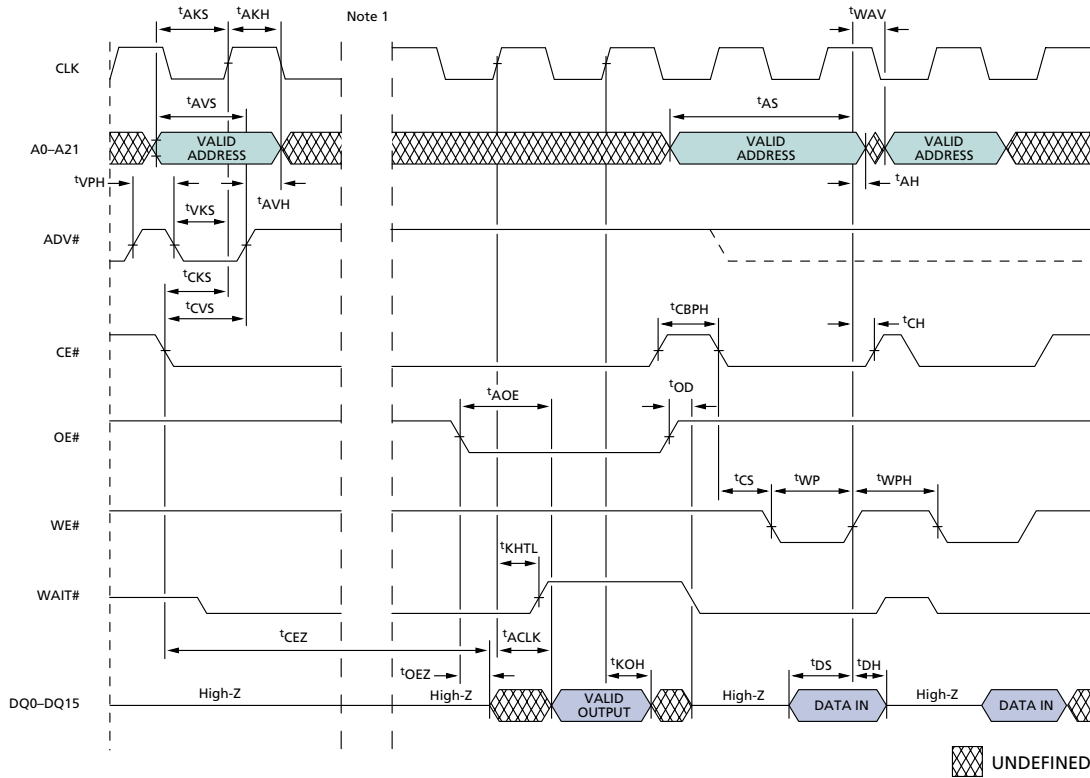 tAKS tAKH Note 1 tWAV
CLK
tAVS tAS
A0–A21 VALID ADDRESS VALID ADDRESS VALID ADDRESS
tVPH tVKS tAVH tAH
ADV#
tCKS
tCVS
tCBPH tCH
CE#
tAOE tOD
OE#
tCS tWP tWPH
WE#
tKHTL
WAIT#
tCEZ tACLK
tOEZ tKOH tDS tDH
DQ0–DQ15 High-Z High-Z VALID OUTPUT High-Z DATA IN High-Z DATA IN
UNDEFINED